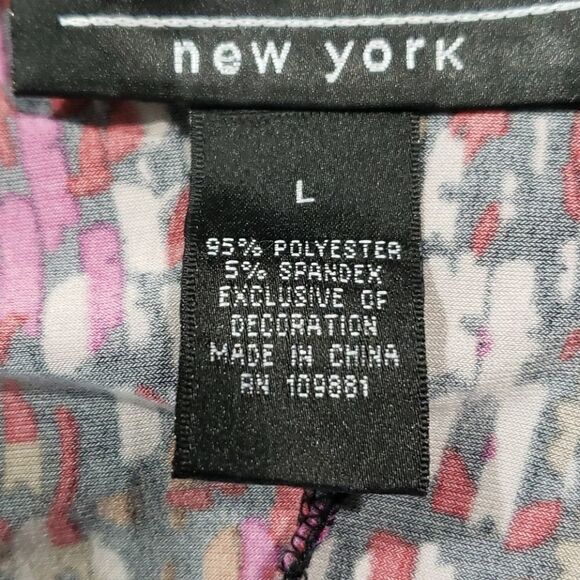 new york
L
95% POLYESTER
5% SPANDEX
EXCLUSIVE OF
DECORATION
MADE IN CHINA
RN 109881